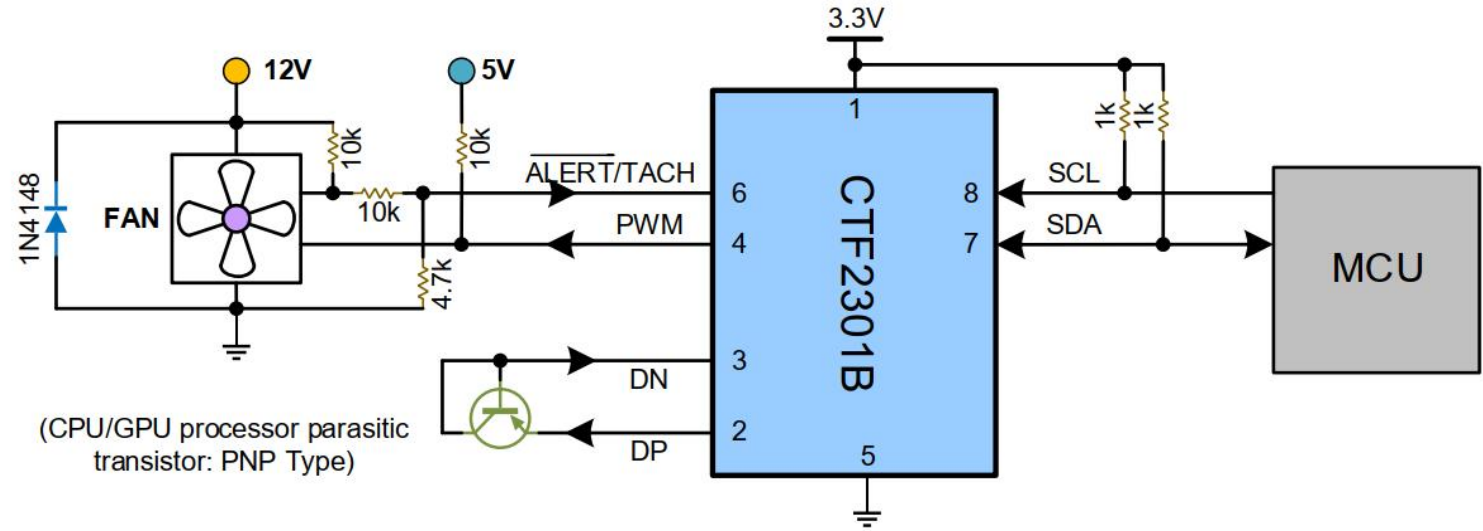 3.3V
12V
5V
1
1N4148
10k
10k
1k
1k
FAN
10k
4.7k
ALERT/TACH
6
PWM
4
CTF2301B
8
SCL
7
SDA
MCU
3
DN
2
DP
5
(CPU/GPU processor parasitic
transistor: PNP Type)